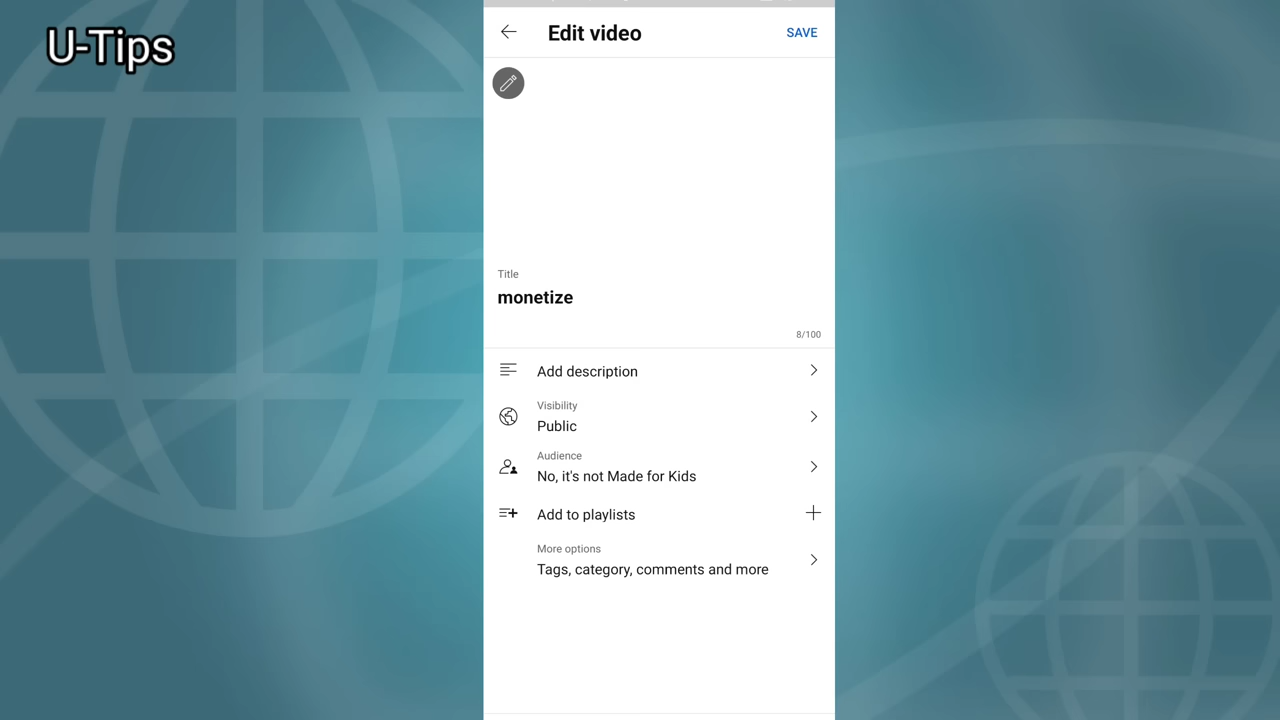 U-Tips
Edit video
SAVE
Title
monetize
8/100
Add description
Visibility
Public
Audience
No, it's not Made for Kids
Add to playlists
More options
Tags, category, comments and more